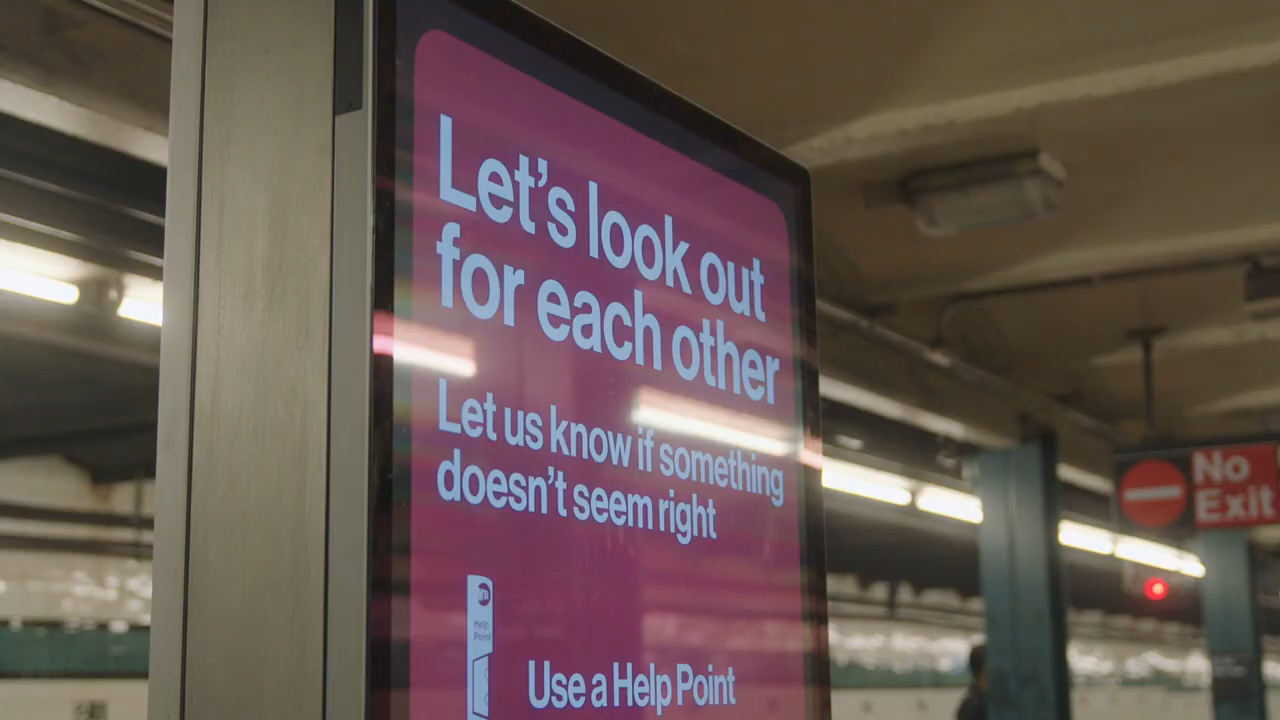 Let's look out
for each other
Let us know if something
doesn't seem right
Help
Point
Use a Help Point
No
Exit